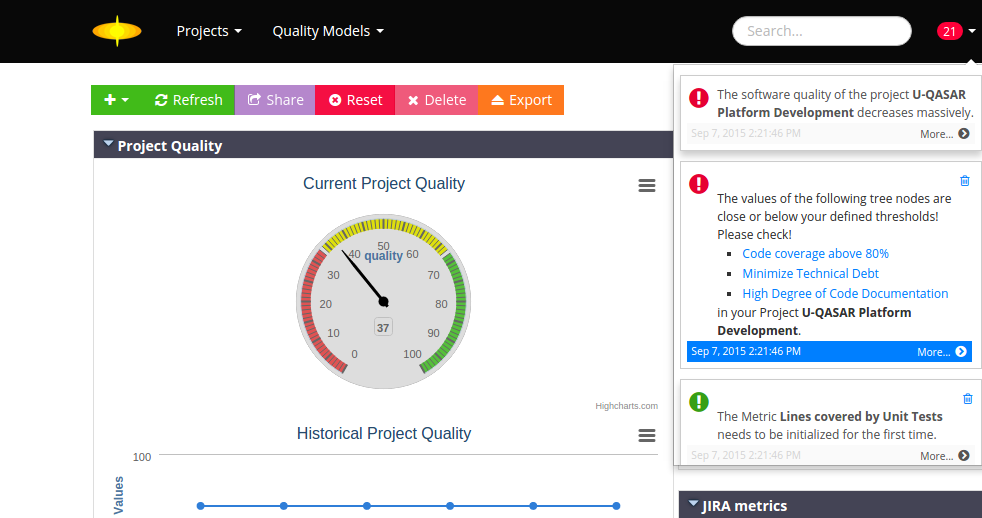 Projects
Quality Models
Search...
21
Refresh
Share
Reset
Delete
Export
Project Quality
Current Project Quality
0
10
20
30
40
50
60
70
80
90
100
quality
37
Highcharts.com
Historical Project Quality
100
Values
The software quality of the project U-QASAR
Platform Development decreases massively.
Sep 7, 2015 2:21:46 PM
More...
The values of the following tree nodes are
close or below your defined thresholds!
Please check!
Code coverage above 80%
Minimize Technical Debt
High Degree of Code Documentation
in your Project U-QASAR Platform
Development.
Sep 7, 2015 2:21:46 PM
More...
The Metric Lines covered by Unit Tests
needs to be initialized for the first time.
Sep 7, 2015 2:21:46 PM
More...
JIRA metrics